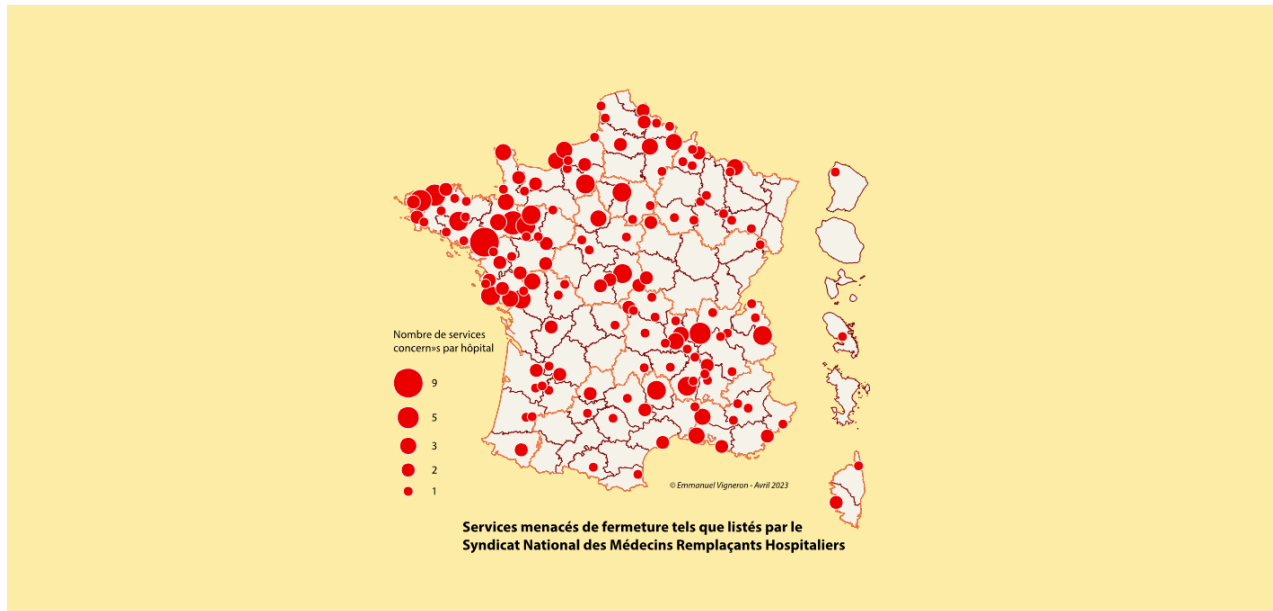 Nombre de services
concern»s par hôpital
9
5
3
2
1
© Emmanuel Vigneron - Avril 2023
Services menacés de fermeture tels que listés par le
Syndicat National des Médecins Remplaçants Hospitaliers